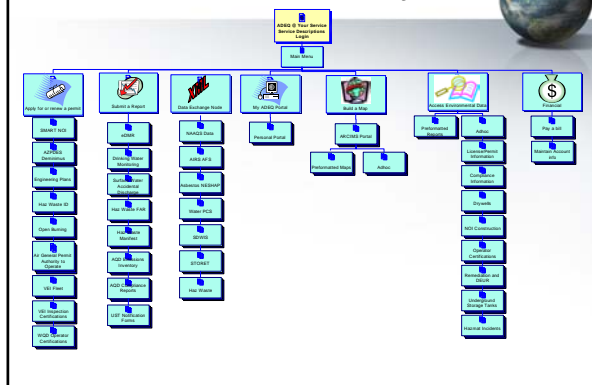 ADEQ @ Your Service
Service Descriptions
Login
Main Menu
Apply for or renew a permit
Submit a Report
Data Exchange Node
My ADEQ Portal
Build a Map
Access Environmental Data
Financial
SMART NOI
AZPDES
Deminimus
Engineering Plans
Haz Waste ID
Open Burning
Air General Permit
Authority to
Operate
VEI Fleet
VEI Inspection
Certifications
WQD Operator
Certifications
eDMR
Drinking Water
Monitoring
Surface Water
Accidental
Discharge
Haz Waste FAR
Haz Waste
Manifest
AQD Emissions
Inventory
AQD Compliance
Reports
UST Notification
Forms
XML
NAAQS Data
AIRS AFS
Asbestos NESHAP
Water PCS
SDWIS
STORET
Haz Waste
Personal Portal
ARCIMS Portal
Preformatted Maps
Adhoc
Preformatted
Reports
Adhoc
License/Permit
Information
Compliance
Information
Drywells
NOI Construction
Operator
Certifications
Remediation and
DEUR
Underground
Storage Tanks
Hazmat Incidents
$
Pay a bill
Maintain Account
info